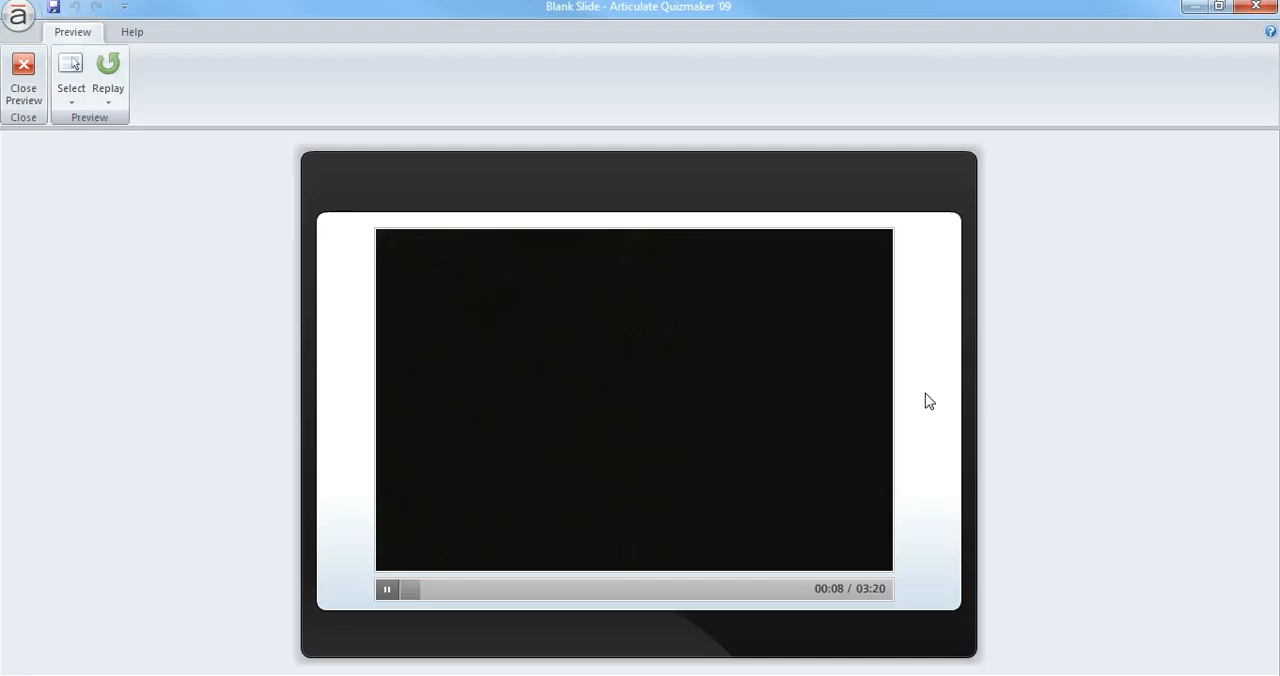 Blank Slide - Articulate Quizmaker '09
Preview Help
Close Preview
Select
Replay
Close
Preview
00:08 / 03:20